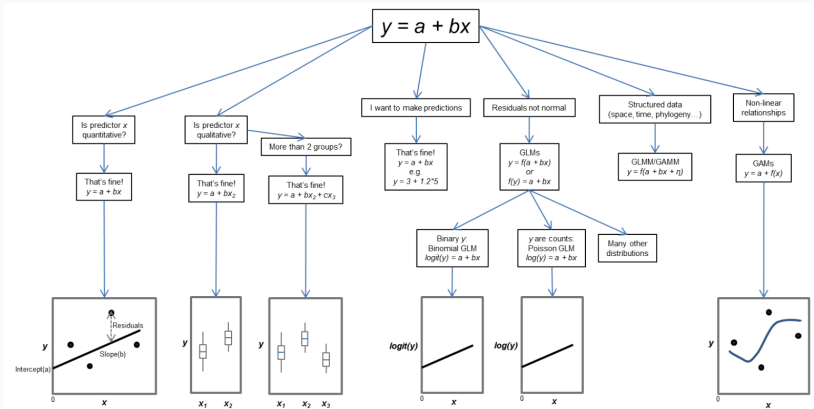 y = a + bx
Is predictor x
quantitative?
Is predictor x
qualitative?
More than 2 groups?
I want to make predictions
Residuals not normal
Structured data
(space, time, phylogeny…)
Non-linear
relationships
That's fine!
y = a + bx
That's fine!
y = a + bx₂
That's fine!
y = a + bx₂ + cx₃
That's fine!
y = a + bx
e.g.
y = 3 + 1.2*5
GLMs
y = f(a + bx)
or
f(y) = a + bx
GLMM/GAMM
y = f(a + bx + η)
GAMs
y = a + f(x)
Binary y:
Binomial GLM
logit(y) = a + bx
y are counts:
Poisson GLM
log(y) = a + bx
Many other
distributions
y
Residuals
Slope(b)
Intercept(a)
0
x
y
x₁ x₂
y
x₁ x₂ x₃
logit(y)
0
x
log(y)
0
x
y
0
x